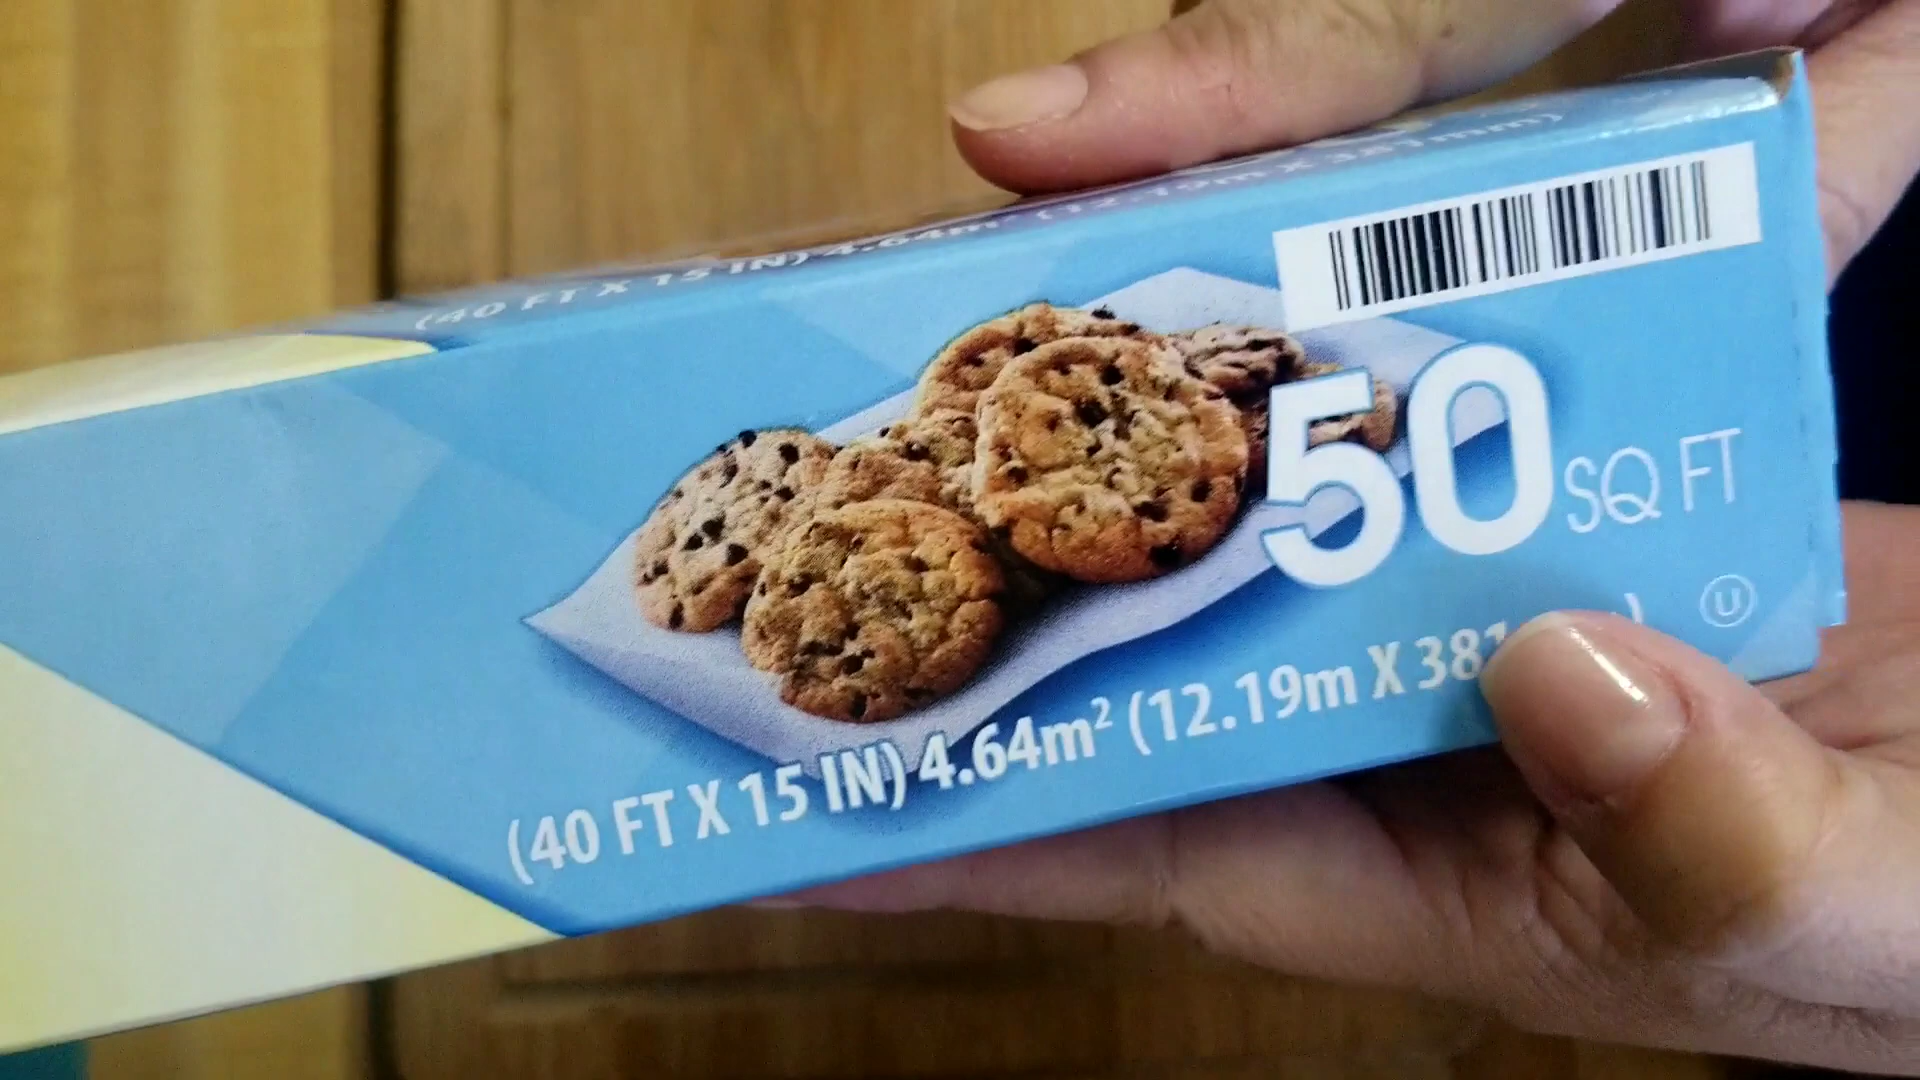 (40 FT X 15 IN) 4.64m² (12.19m X 381mm)
50 SQ FT
U
(40 FT X 15 IN) 4.64m² (12.19m X 381